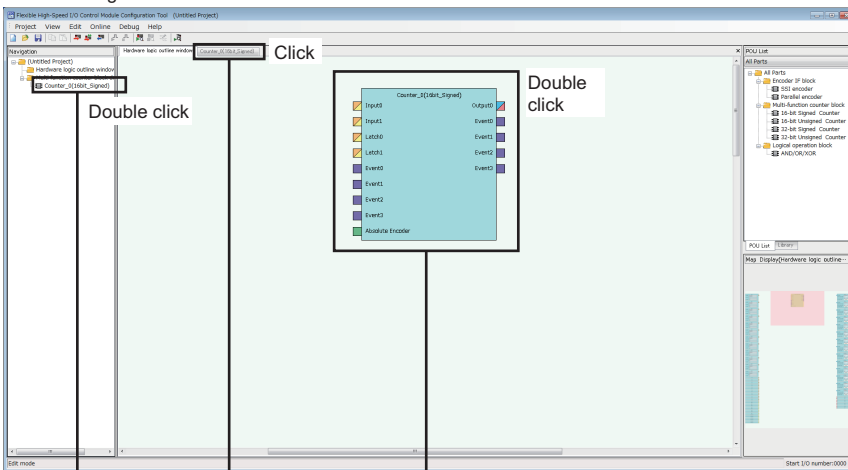 Flexible High-Speed I/O Control Module Configuration Tool (Untitled Project)
Project View Edit Online Debug Help
Navigation
(Untitled Project)
Hardware logic outline window
Counter_0(16bit_Signed)
Double click
Hardware logic outline window
Counter_0(16bit_Signed)
Click
Double
click
Counter_0(16bit_Signed)
Input0 Output0
Input1 Event0
Latch0 Event1
Latch1 Event2
Event0 Event3
Event1
Event2
Event3
Absolute Encoder
POU List
All Parts
All Parts
Encoder IF block
SSI encoder
Parallel encoder
Multi-function counter block
16-bit Signed Counter
16-bit Unsigned Counter
32-bit Signed Counter
32-bit Unsigned Counter
Logical operation block
AND/OR/XOR
POU List Library
Map Display(Hardware logic outline...
Edit mode
Start I/O number:0000